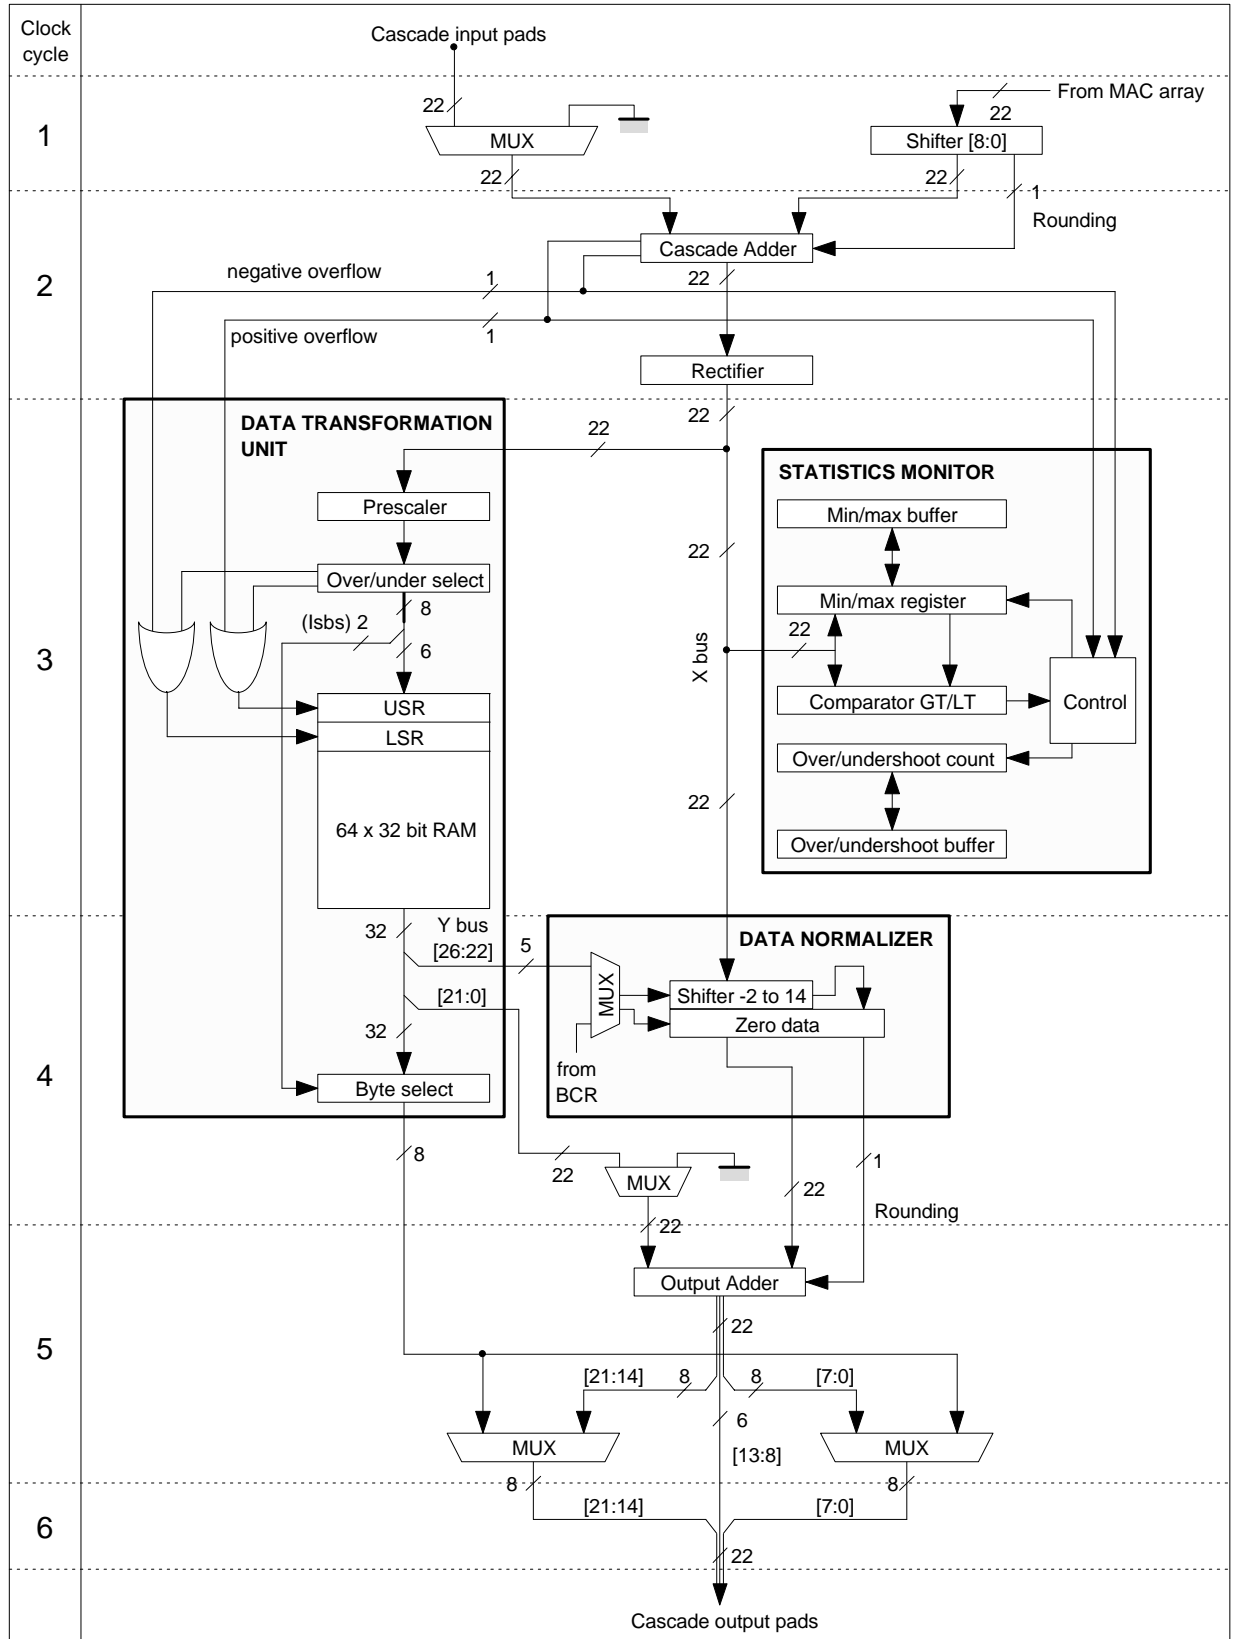 Clock
cycle
Cascade input pads
From MAC array
22
22
1
MUX
Shifter [8:0]
22
22
1
Rounding
Cascade Adder
2
negative overflow
1
22
positive overflow
1
Rectifier
22
DATA TRANSFORMATION
UNIT
22
STATISTICS MONITOR
Prescaler
Min/max buffer
22
Over/under select
8
Min/max register
(lsbs) 2
6
22
3
X bus
USR
Comparator GT/LT
Control
LSR
Over/undershoot count
22
64 x 32 bit RAM
Over/undershoot buffer
32
Y bus
[26:22]
5
DATA NORMALIZER
MUX
Shifter -2 to 14
[21:0]
Zero data
32
from
BCR
4
Byte select
8
22
MUX
22
1
22
Rounding
Output Adder
22
5
[21:14]
8
8
[7:0]
6
MUX
[13:8]
MUX
8
8
[21:14]
[7:0]
6
22
Cascade output pads